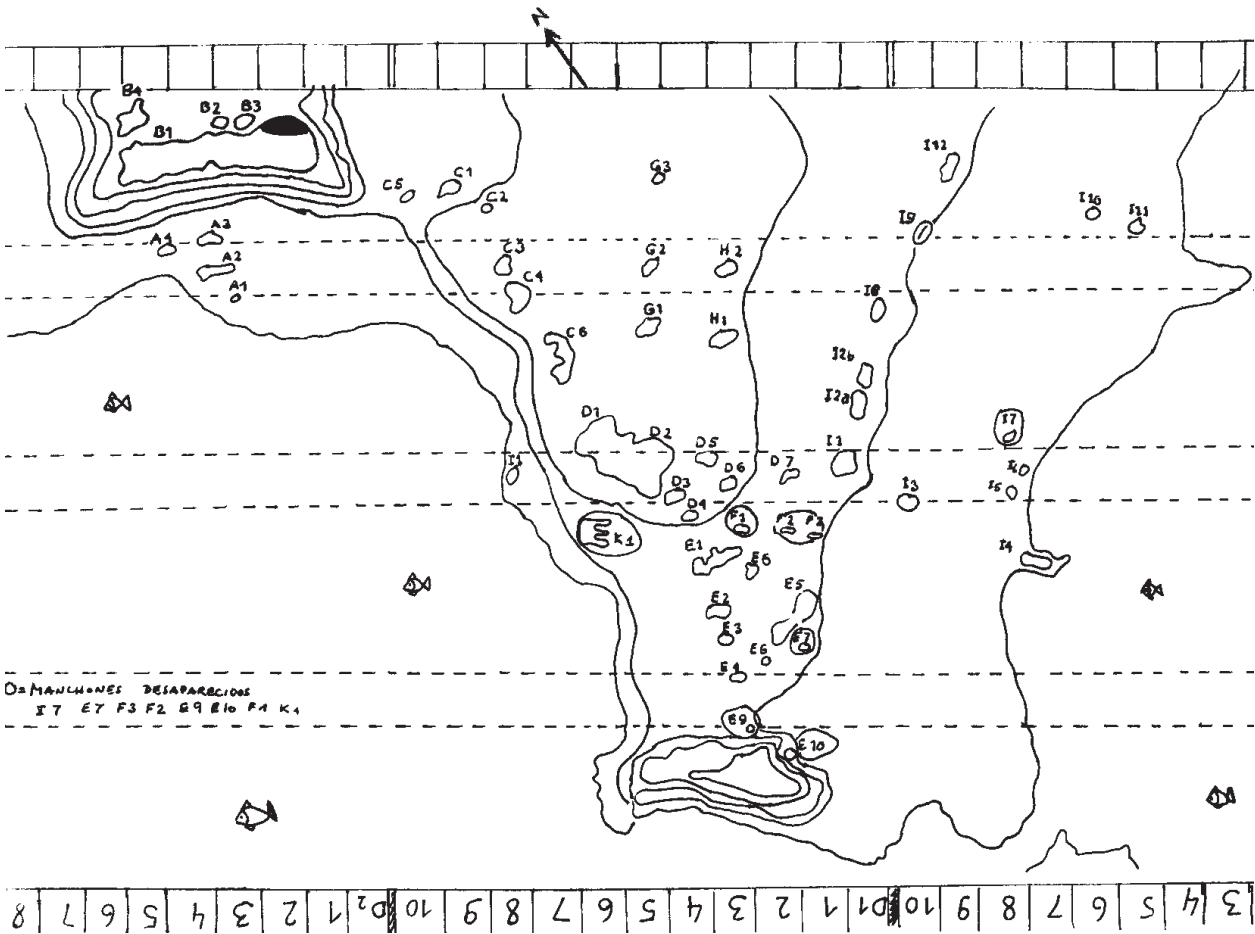 N
B4
B2 B3
B1
I12
G3
C5 C1
C2
I10
I11
I9
A3
A4
A2
A1
C3
G2 H2
C4
I8
G1
H1
C6
I2b
I2a
D1
D2
I7
D5
I1
D7
D6
D3
D4
I6
I5
I3
F1
F2
K1
E1
E6
I4
E5
E2
E3
E7
E6
E4
O=MANCHONES DESAPARECIDOS
I7 E7 F3 F2 E9 E10 F1 K1
E9
E10
8 7 6 5 4 3 2 1 D2 10 9 8 7 6 5 4 3 2 1 D1 10 9 8 7 6 5 4 3